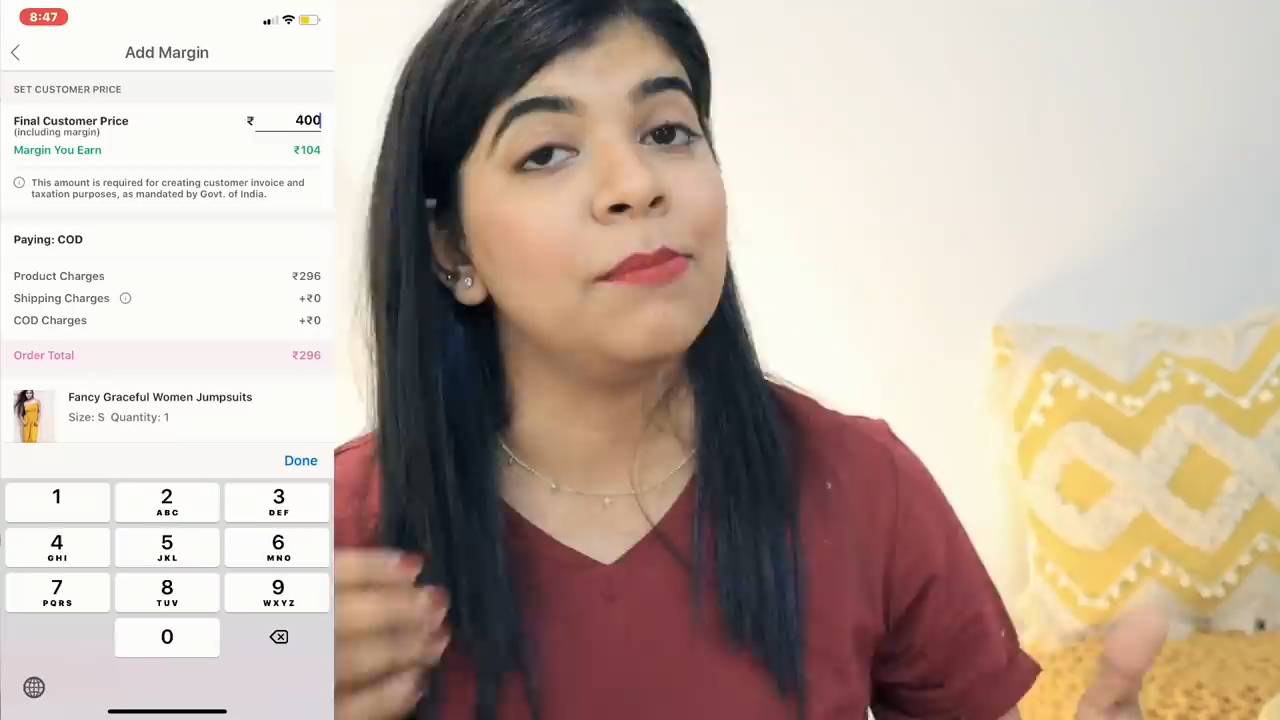 8:47
Add Margin
SET CUSTOMER PRICE
Final Customer Price ₹ 400
(including margin)
Margin You Earn ₹104
This amount is required for creating customer invoice and
taxation purposes, as mandated by Govt. of India.
Paying: COD
Product Charges ₹296
Shipping Charges +₹0
COD Charges +₹0
Order Total ₹296
Fancy Graceful Women Jumpsuits
Size: S Quantity: 1
Done
1 2 3
ABC DEF
4 5 6
GHI JKL MNO
7 8 9
PQRS TUV WXYZ
0